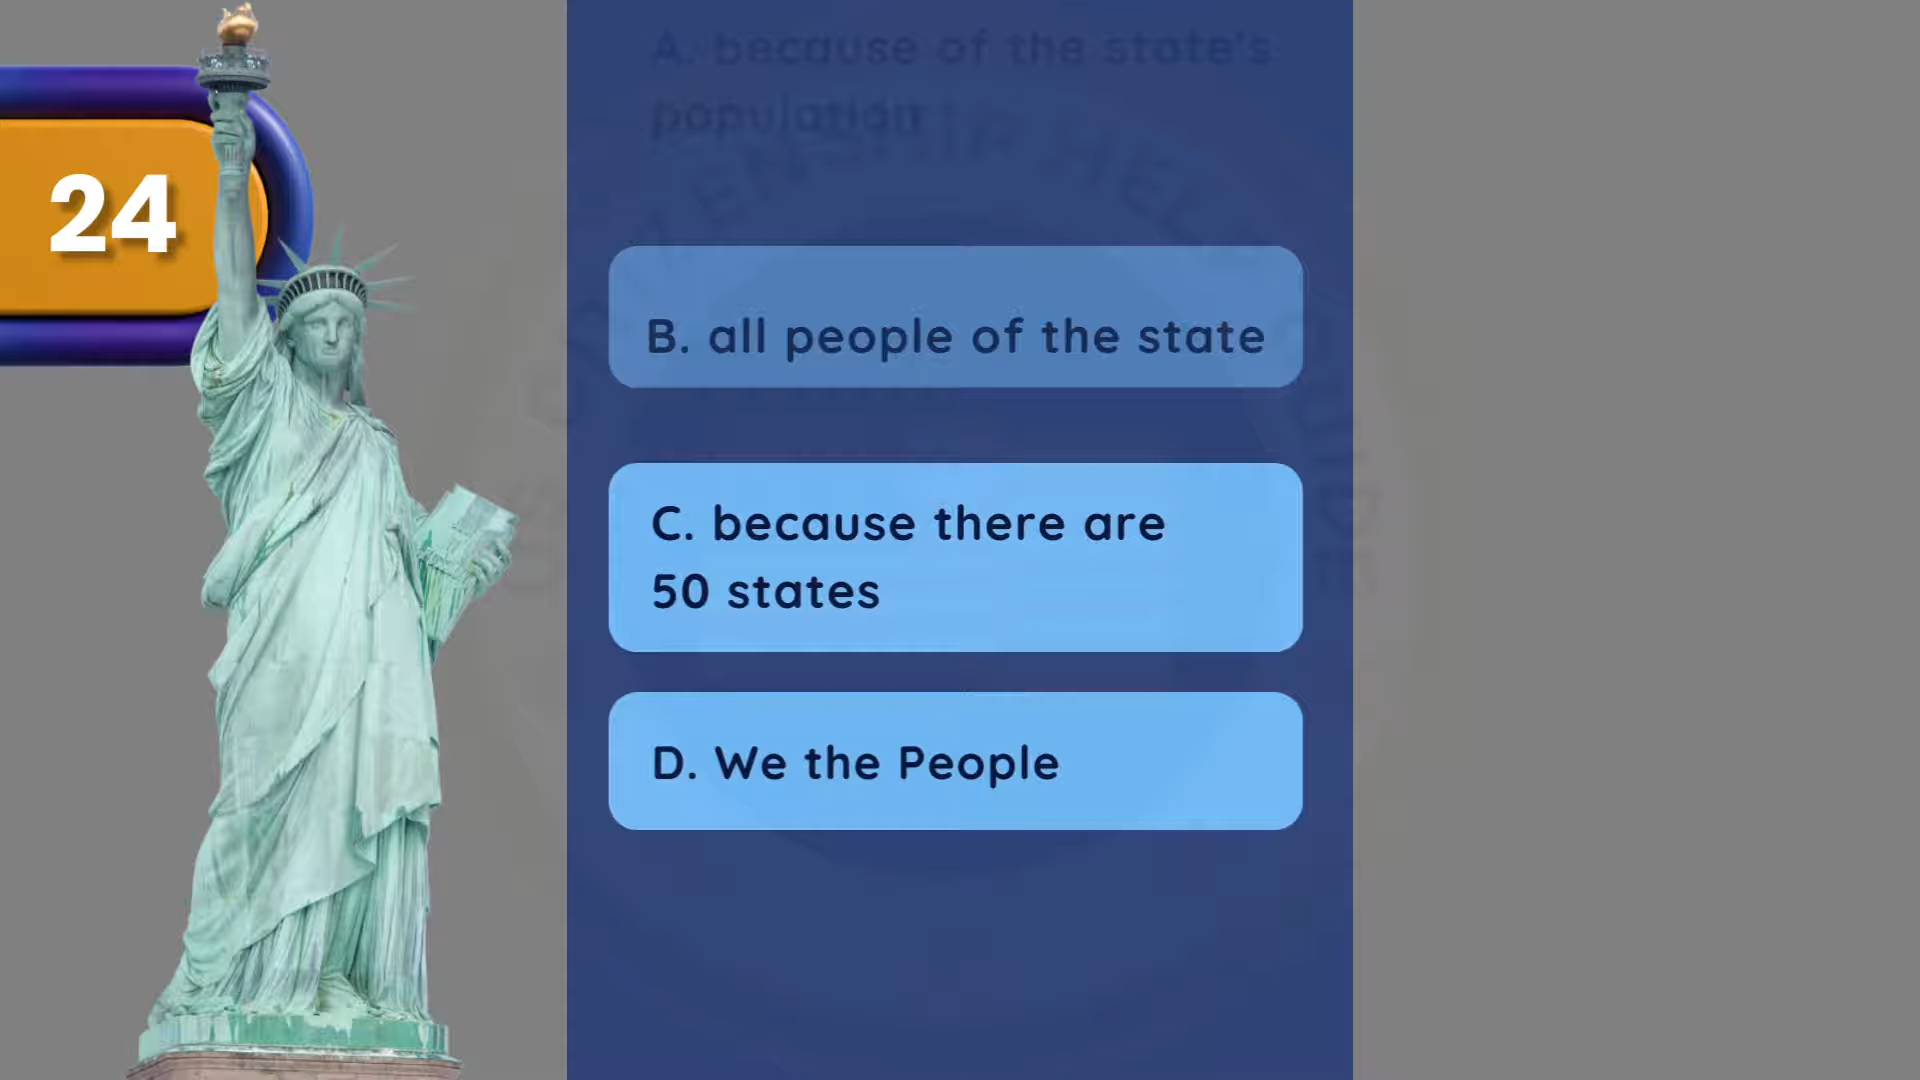 24
A. because of the state's
population
B. all people of the state
C. because there are
50 states
D. We the People